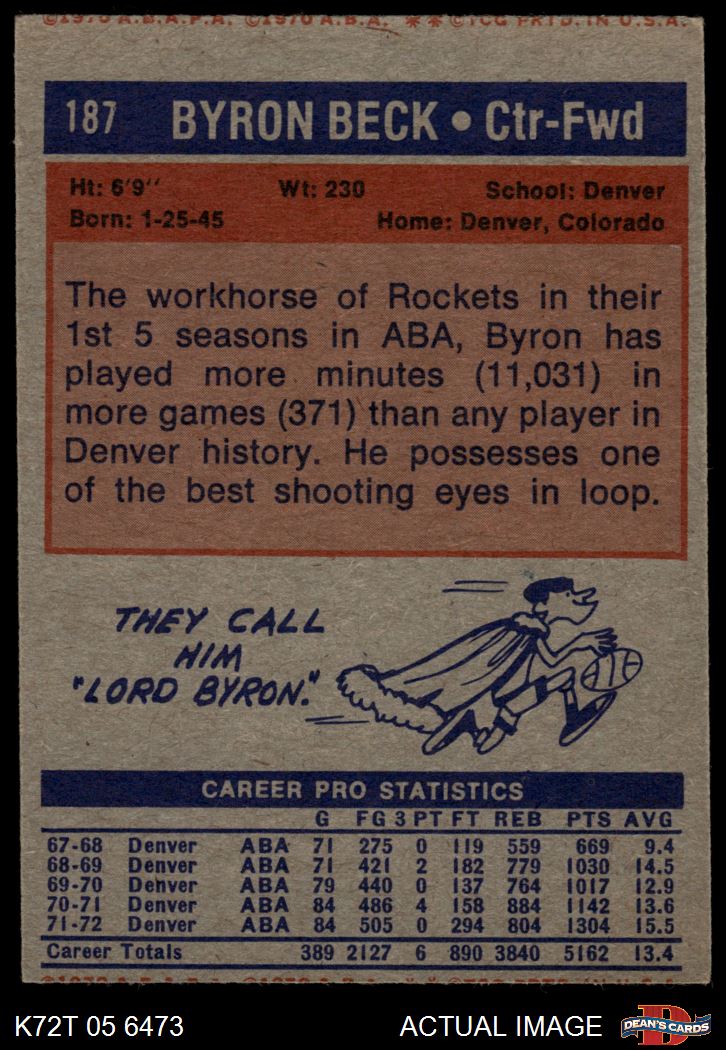 ©1970 A.B.A.P.A. ©1970 A.B.A. ** ©TCG PRTD. IN U.S.A.
187 BYRON BECK • Ctr-Fwd
Ht: 6'9'' Wt: 230 School: Denver
Born: 1-25-45 Home: Denver, Colorado
The workhorse of Rockets in their
1st 5 seasons in ABA, Byron has
played more minutes (11,031) in
more games (371) than any player in
Denver history. He possesses one
of the best shooting eyes in loop.
THEY CALL
HIM
"LORD BYRON."
CAREER PRO STATISTICS
G FG 3 PT FT REB PTS AVG
67-68 Denver ABA 71 275 0 119 559 669 9.4
68-69 Denver ABA 71 421 2 182 779 1030 14.5
69-70 Denver ABA 79 440 0 137 764 1017 12.9
70-71 Denver ABA 84 486 4 158 884 1142 13.6
71-72 Denver ABA 84 505 0 294 804 1304 15.5
Career Totals 389 2127 6 890 3840 5162 13.4
K72T 05 6473 ACTUAL IMAGE D DEAN'S CARDS